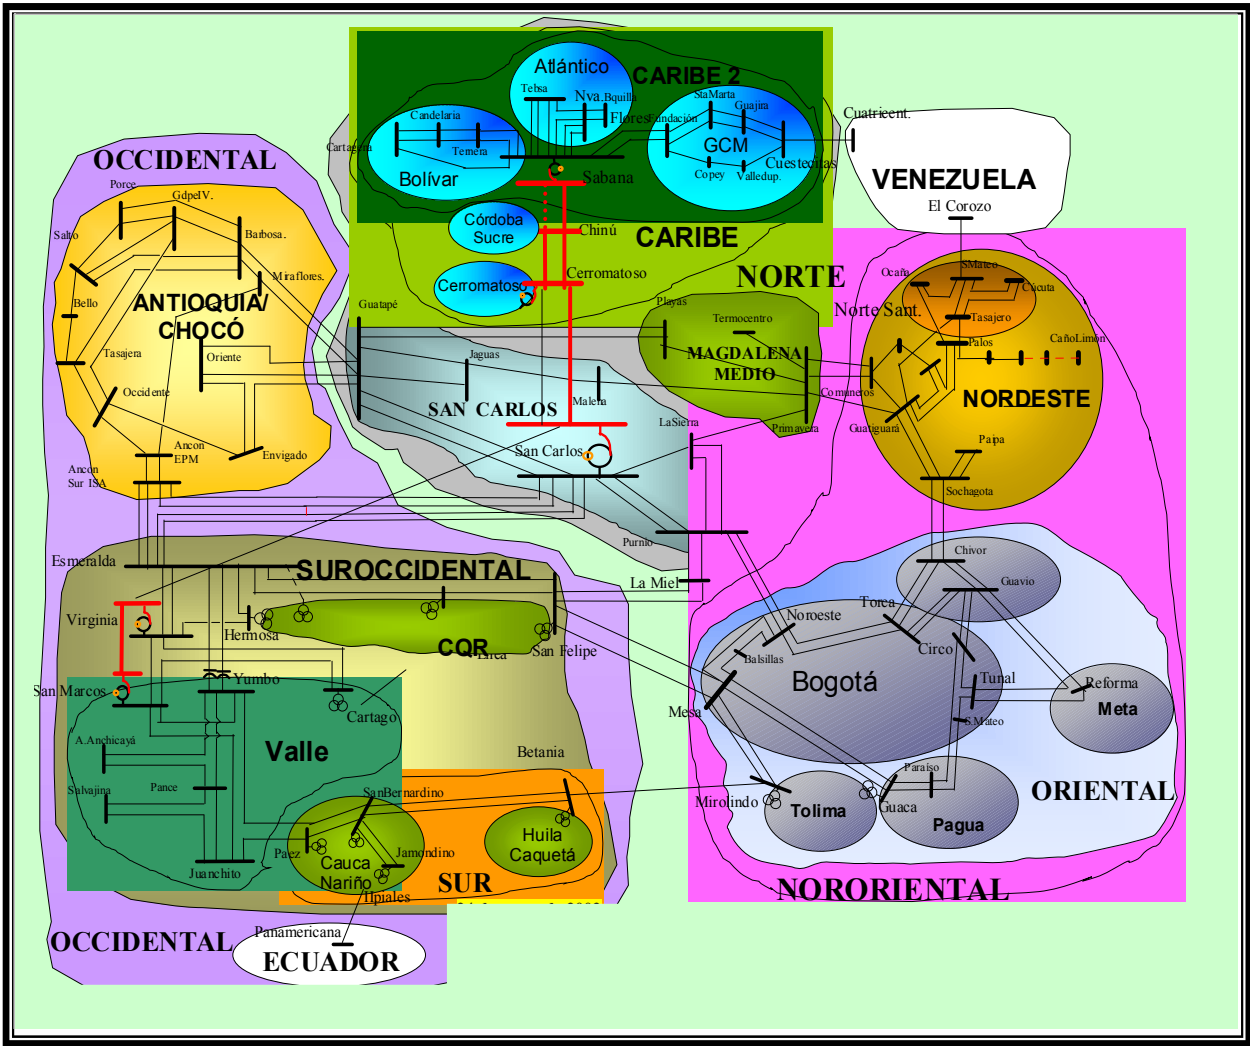 Atlántico
CARIBE 2
Tebsa
Nva.Bquilla
Flores
StaMarta
Guajira
Fundación
GCM
Copey
Valledup.
Cuestecitas
Candelaria
Cartagena
Ternera
Bolívar
Sabana
Córdoba
Sucre
Chinú
CARIBE
Cerromatoso
Cerromatoso
NORTE
Cuatricent.
VENEZUELA
El Corozo
OCCIDENTAL
Porce
GdpeIV.
Salto
Barbosa.
Miraflores.
Bello
ANTIOQUIA/
CHOCÓ
Tasajera
Oriente
Occidente
Ancon
EPM
Envigado
Ancon
Sur ISA
Guatapé
Jaguas
SAN CARLOS
Malena
San Carlos
Playas
Termocentro
MAGDALENA
MEDIO
Primavera
LaSierra
Purnio
La Miel
Ocaña
SMateo
Cúcuta
Norte Sant.
Tasajero
Palos
CañoLimón
Comuneros
NORDESTE
Guatiguará
Paipa
Sochagota
Esmeralda
SUROCCIDENTAL
Virginia
Hermosa
CQR
San Felipe
San Marcos
Yumbo
Cartago
Valle
A.Anchicayá
Salvajina
Pance
Juanchito
Betania
SanBernardino
Paez
Jamondino
Cauca
Nariño
Huila
Caquetá
SUR
Chivor
Guavio
Torca
Noroeste
Circo
Balsillas
Bogotá
Tunal
Reforma
Mesa
S.Mateo
Meta
Paraíso
Mirolindo
Guaca
Tolima
Pagua
ORIENTAL
NORORIENTAL
OCCIDENTAL
Panamericana
ECUADOR